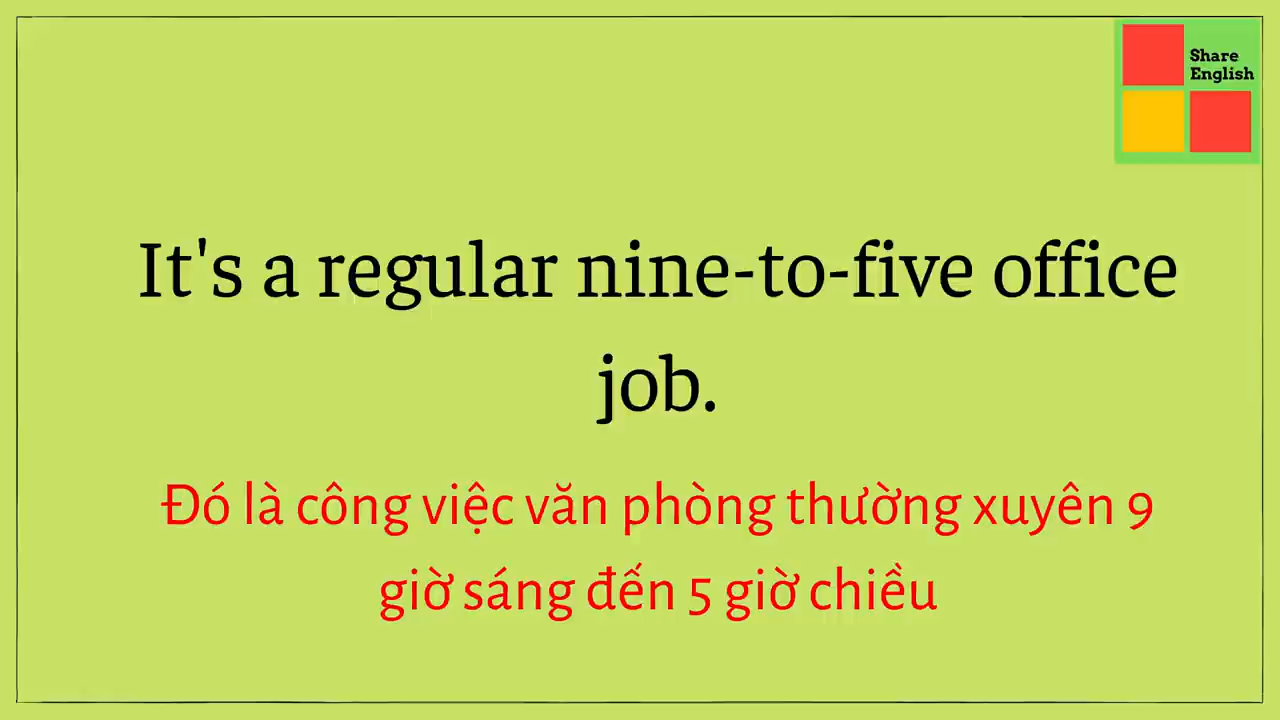 Share
English
It's a regular nine-to-five office
job.
Đó là công việc văn phòng thường xuyên 9
giờ sáng đến 5 giờ chiều